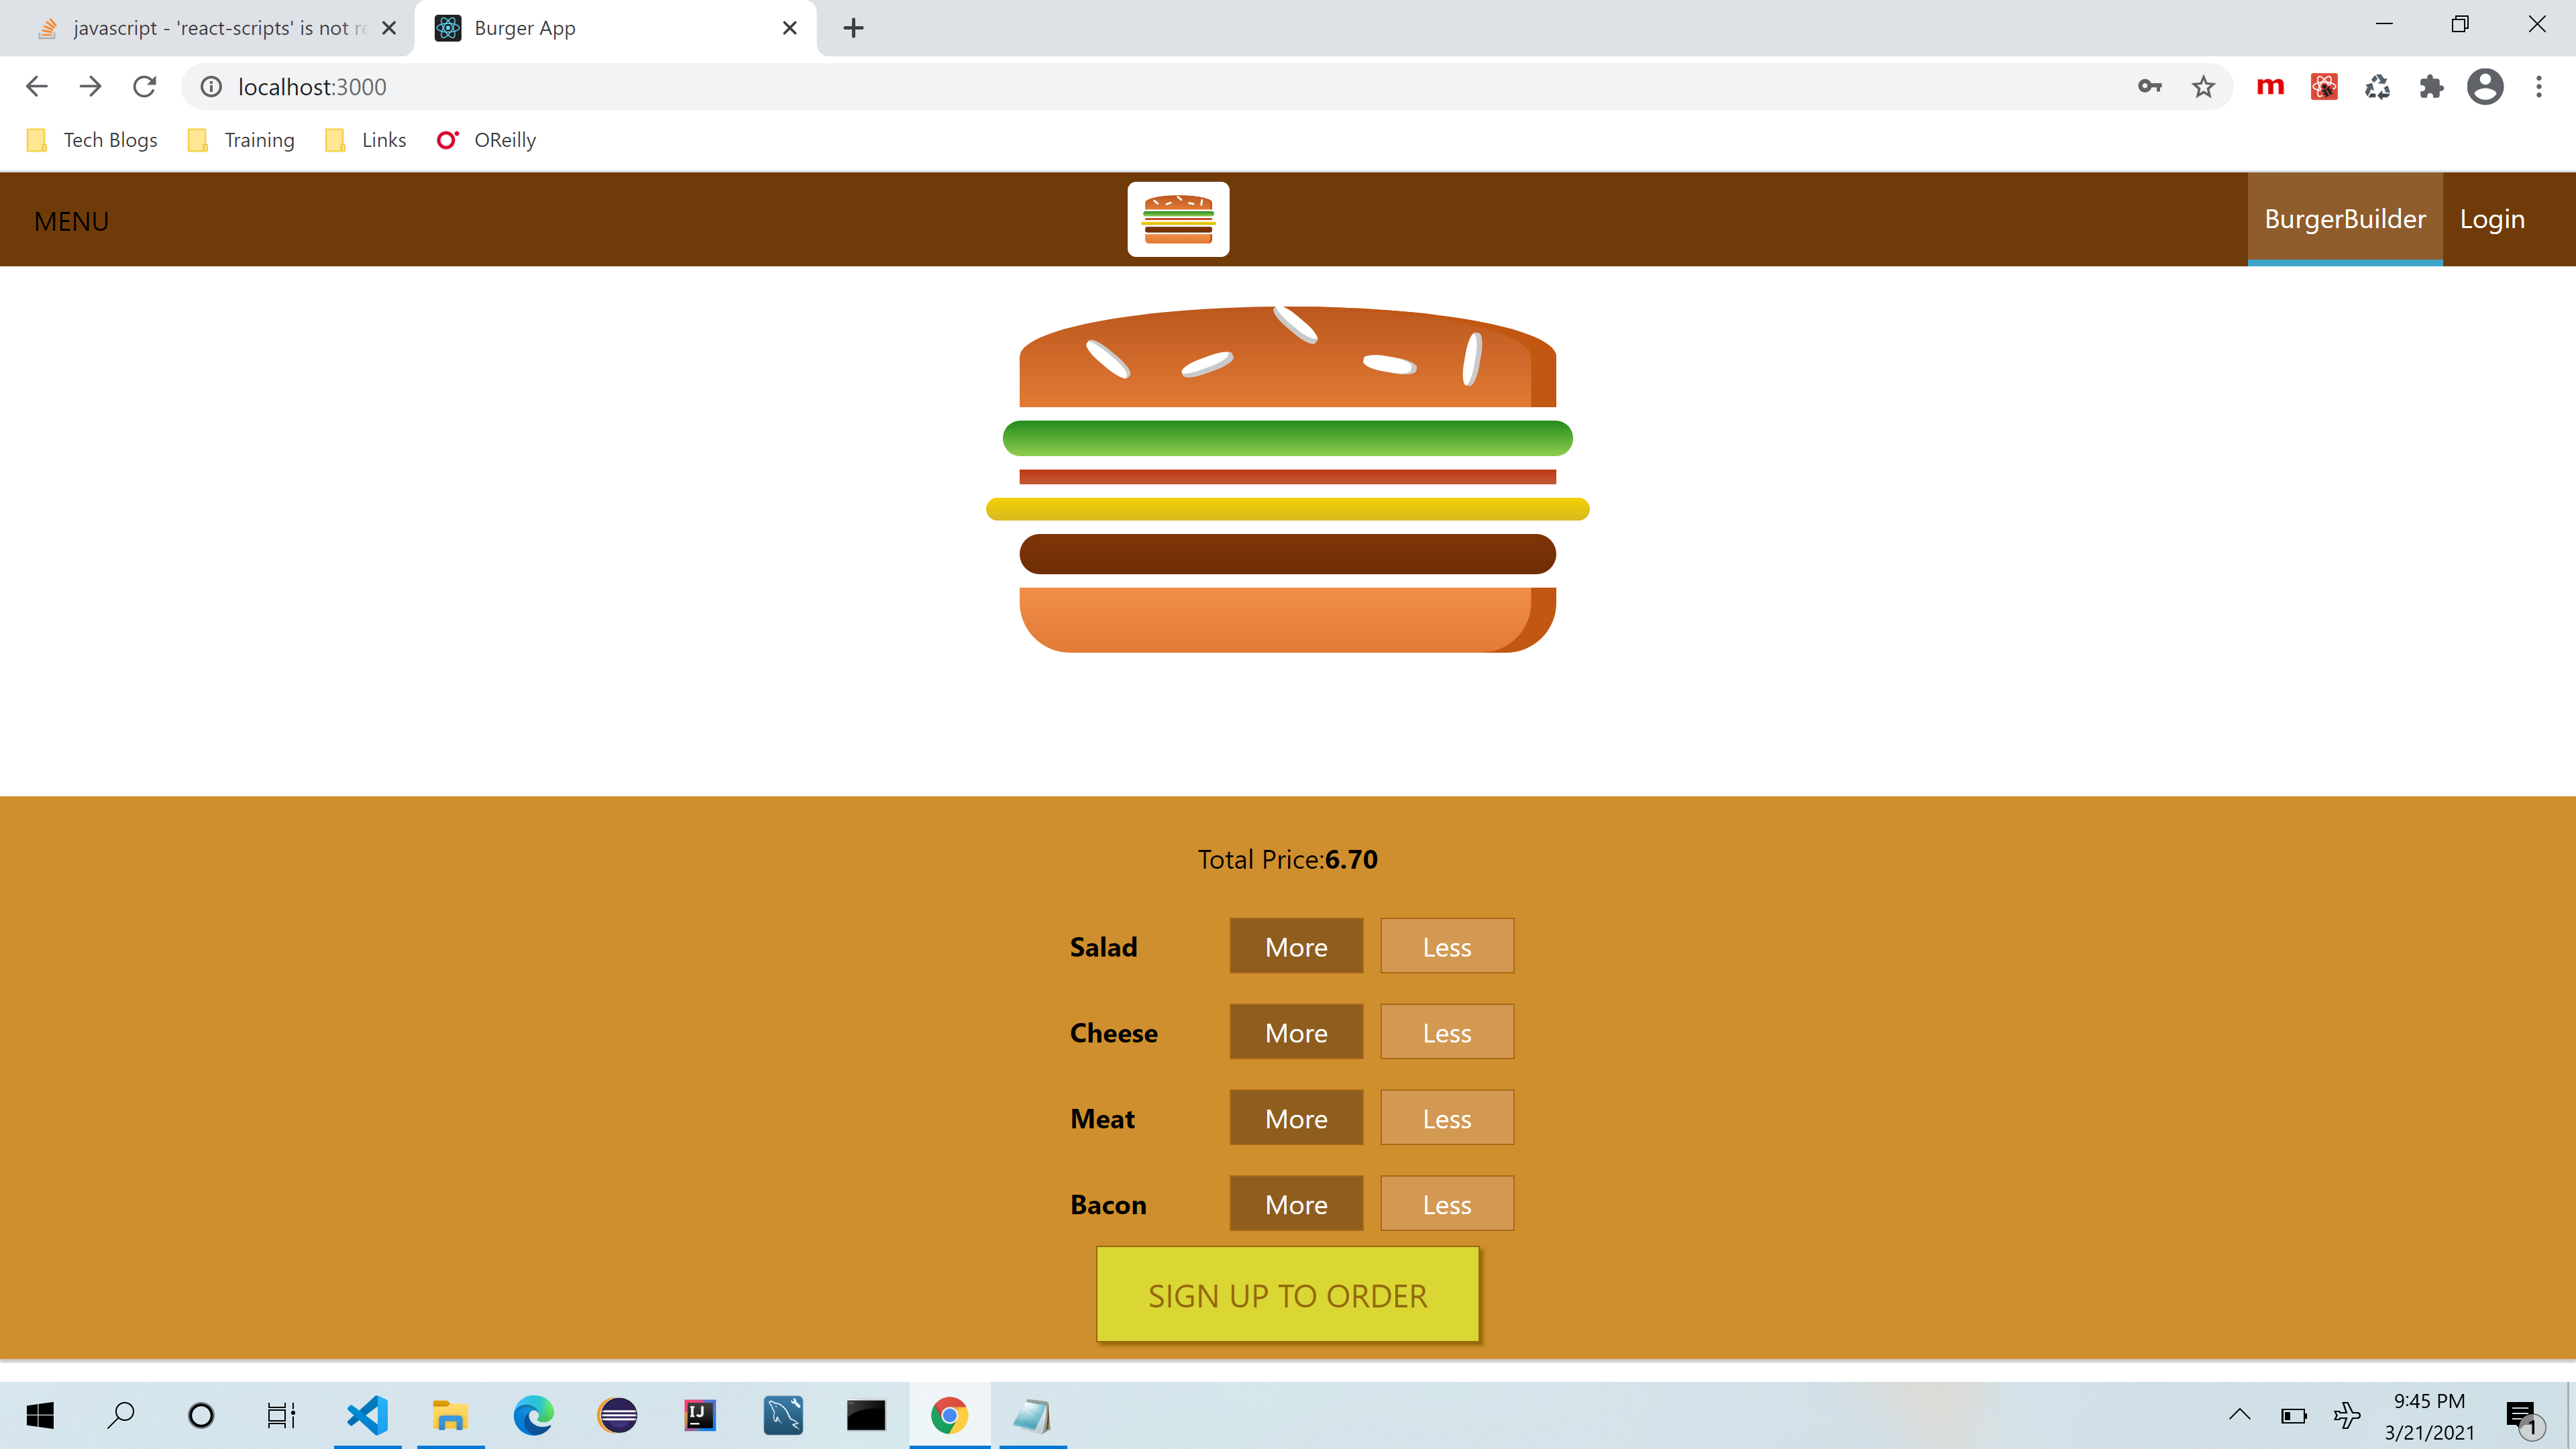 javascript - 'react-scripts' is not re
Burger App
localhost:3000
Tech Blogs Training Links OReilly
MENU BurgerBuilder Login
Total Price:6.70
Salad More Less
Cheese More Less
Meat More Less
Bacon More Less
SIGN UP TO ORDER
9:45 PM
3/21/2021
1